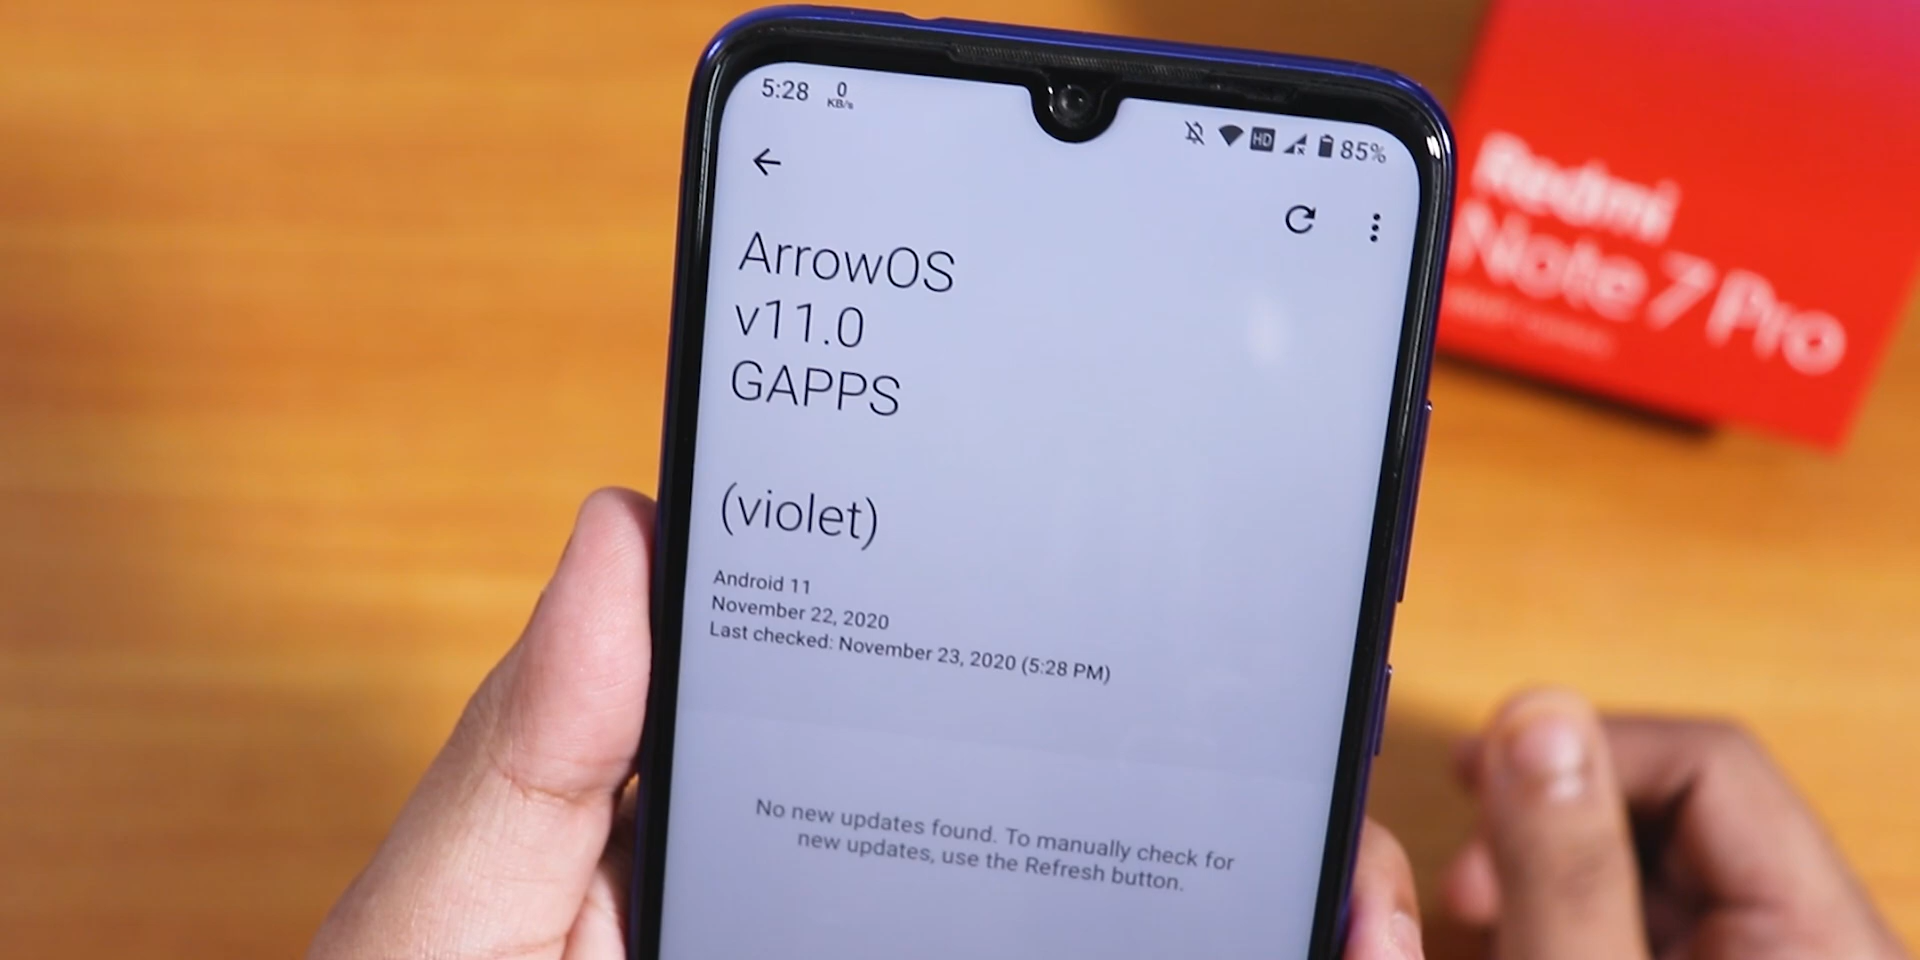 5:28 0 KB/s HD 85%
ArrowOS
v11.0
GAPPS
(violet)
Android 11
November 22, 2020
Last checked: November 23, 2020 (5:28 PM)
No new updates found. To manually check for
new updates, use the Refresh button.
Redmi
Note 7 Pro